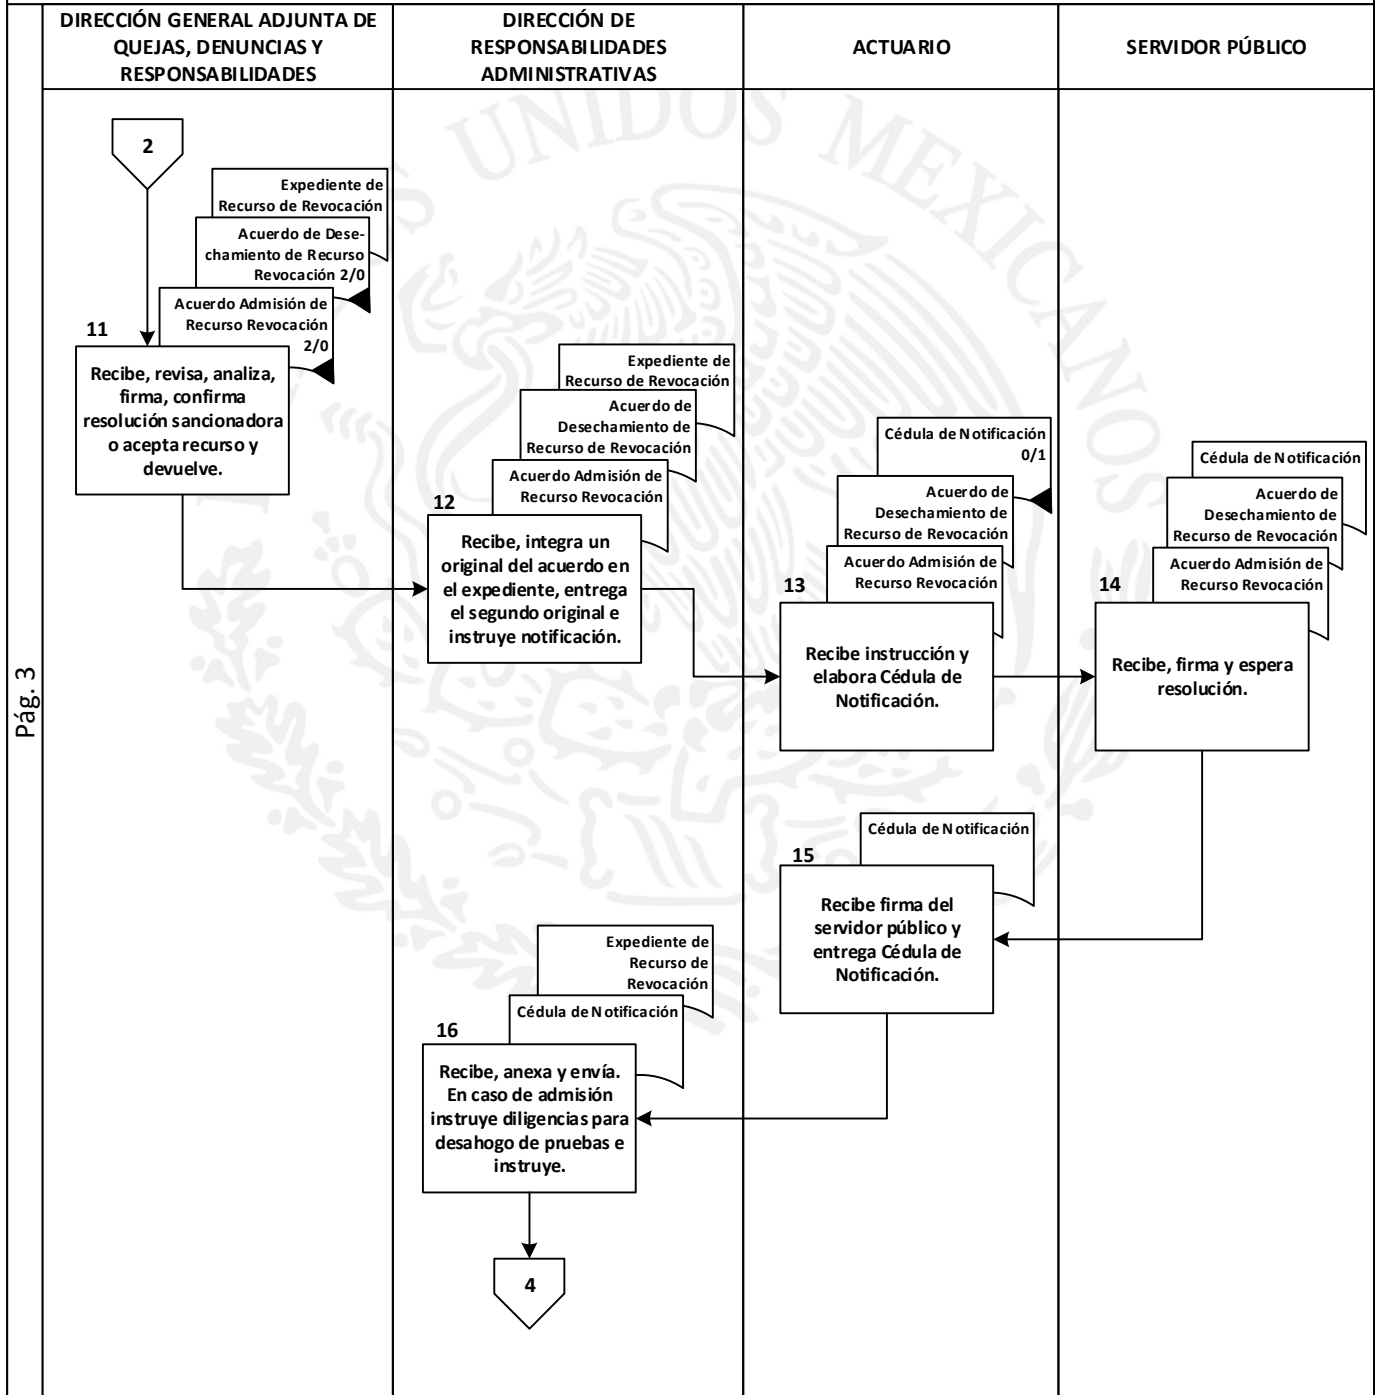 DIRECCIÓN GENERAL ADJUNTA DE
QUEJAS, DENUNCIAS Y
RESPONSABILIDADES
DIRECCIÓN DE
RESPONSABILIDADES
ADMINISTRATIVAS
ACTUARIO
SERVIDOR PÚBLICO
UNIDOS MEXICANOS
Pág. 3
2
Expediente de
Recurso de Revocación
Acuerdo de Dese-
chamiento de Recurso
Revocación 2/0
Acuerdo Admisión de
Recurso Revocación
2/0
11
Recibe, revisa, analiza,
firma, confirma
resolución sancionadora
o acepta recurso y
devuelve.
Expediente de
Recurso de Revocación
Acuerdo de
Desechamiento de
Recurso de Revocación
Acuerdo Admisión de
Recurso Revocación
12
Recibe, integra un
original del acuerdo en
el expediente, entrega
el segundo original e
instruye notificación.
Cédula de Notificación
0/1
Acuerdo de
Desechamiento de
Recurso de Revocación
Acuerdo Admisión de
Recurso Revocación
13
Recibe instrucción y
elabora Cédula de
Notificación.
Cédula de Notificación
Acuerdo de
Desechamiento de
Recurso de Revocación
Acuerdo Admisión de
Recurso Revocación
14
Recibe, firma y espera
resolución.
Cédula de Notificación
15
Recibe firma del
servidor público y
entrega Cédula de
Notificación.
Expediente de
Recurso de
Revocación
Cédula de Notificación
16
Recibe, anexa y envía.
En caso de admisión
instruye diligencias para
desahogo de pruebas e
instruye.
4